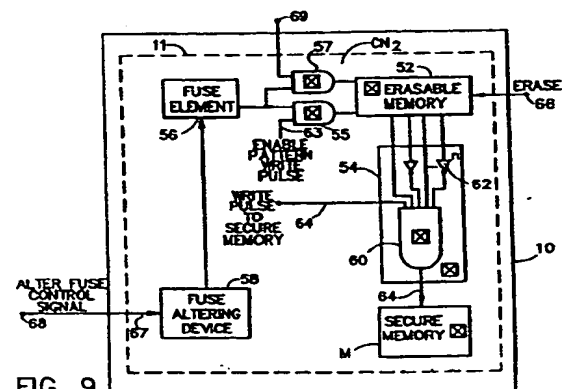 69
11
57
CN2
52
FUSE
ELEMENT
56
ERASABLE
MEMORY
ERASE
68
63
55
ENABLE
PATTERN
WRITE
PULSE
54
n
62
WRITE
PULSE
TO
SECURE
MEMORY
64
60
10
64
ALTER FUSE
CONTROL
SIGNAL
68
67
58
FUSE
ALTERING
DEVICE
SECURE
MEMORY
M
FIG. 9